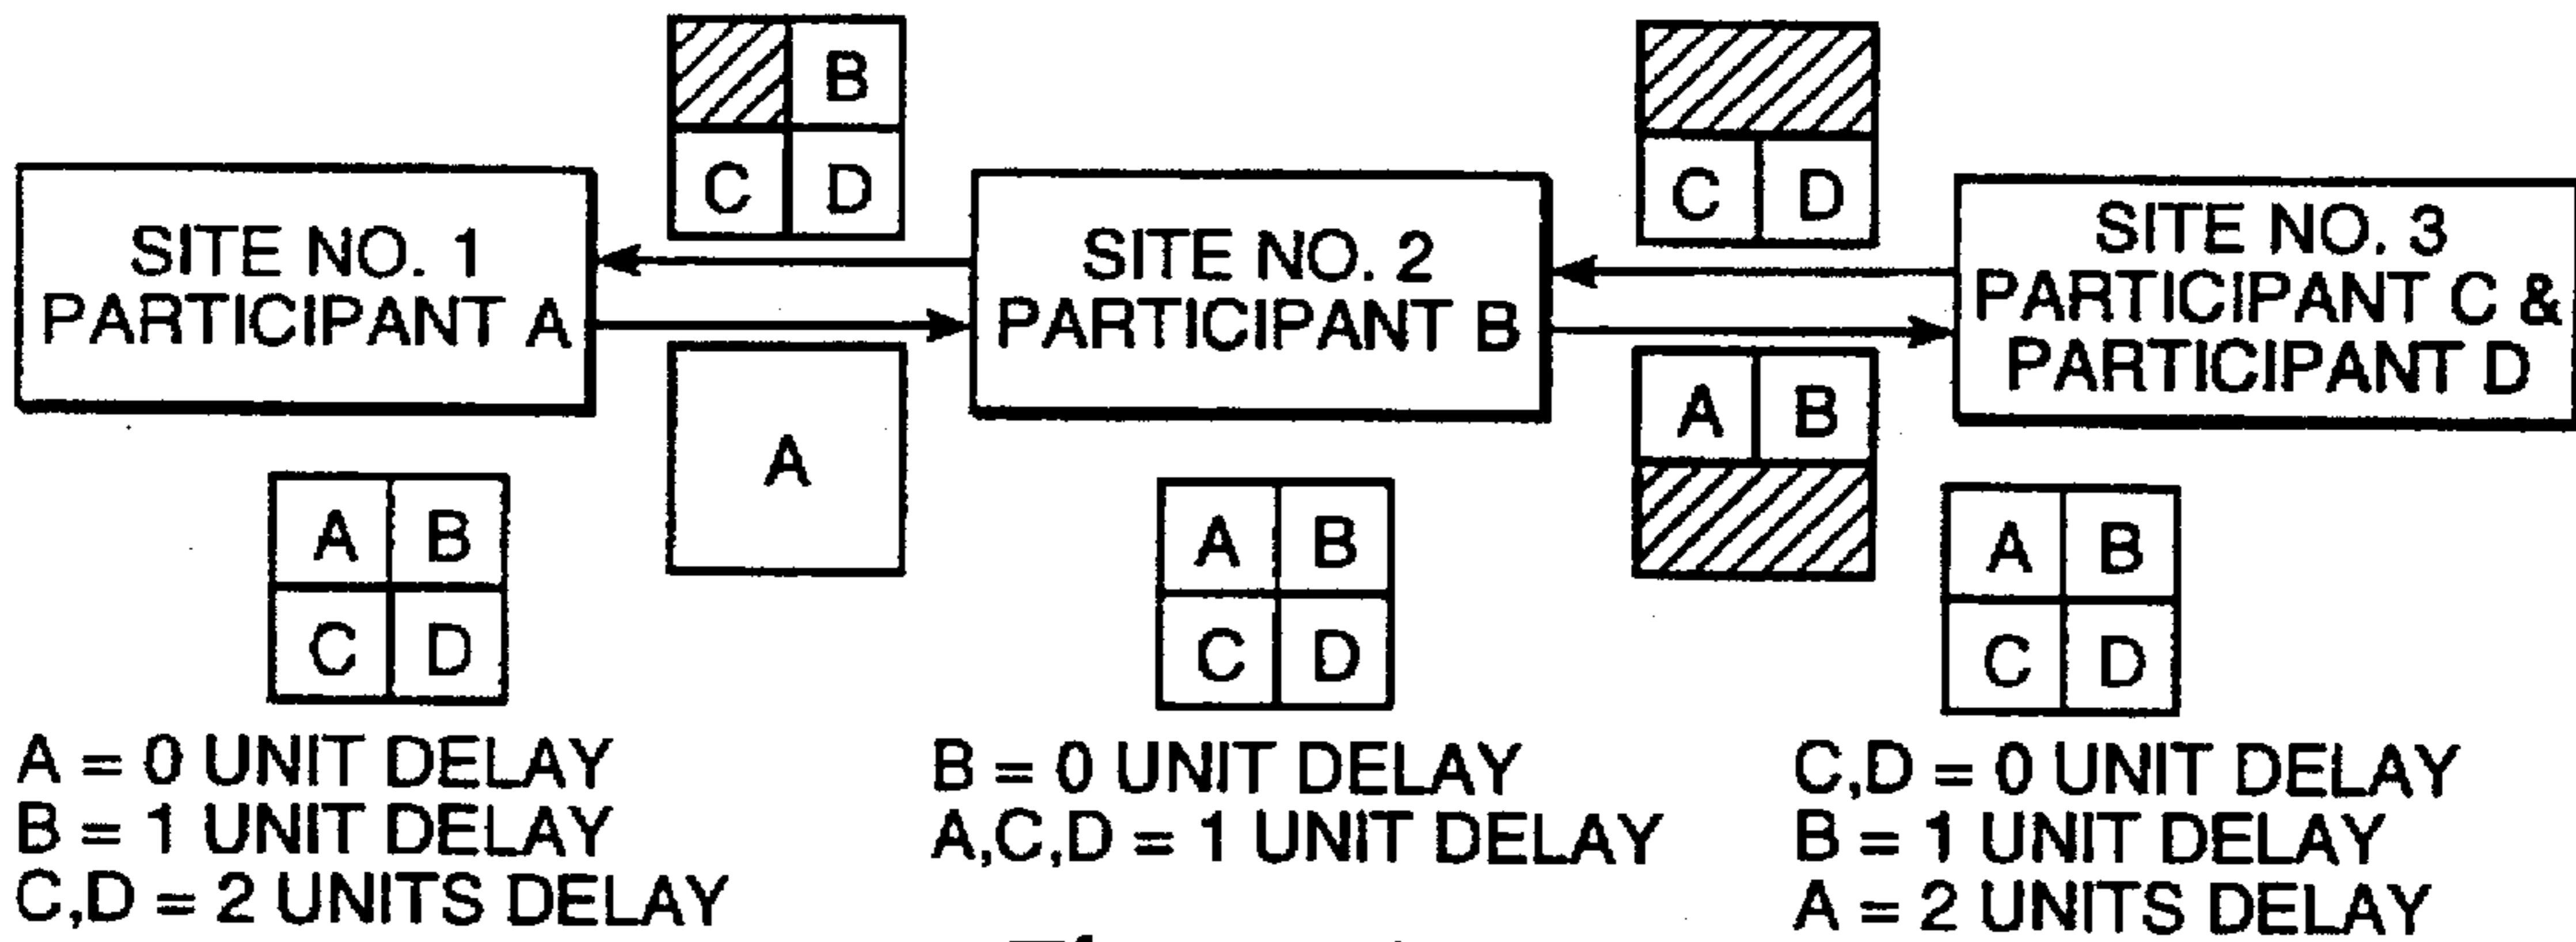 B
C D
SITE NO. 1
PARTICIPANT A
A
A B
C D
A = 0 UNIT DELAY
B = 1 UNIT DELAY
C,D = 2 UNITS DELAY
SITE NO. 2
PARTICIPANT B
A B
C D
B = 0 UNIT DELAY
A,C,D = 1 UNIT DELAY
C D
A B
SITE NO. 3
PARTICIPANT C &
PARTICIPANT D
A B
C D
C,D = 0 UNIT DELAY
B = 1 UNIT DELAY
A = 2 UNITS DELAY